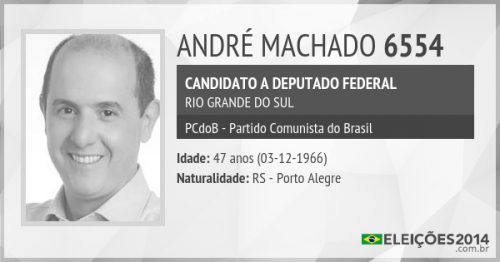 ANDRÉ MACHADO 6554
CANDIDATO A DEPUTADO FEDERAL
RIO GRANDE DO SUL
PCdoB - Partido Comunista do Brasil
Idade: 47 anos (03-12-1966)
Naturalidade: RS - Porto Alegre
ELEIÇÕES2014
.com.br